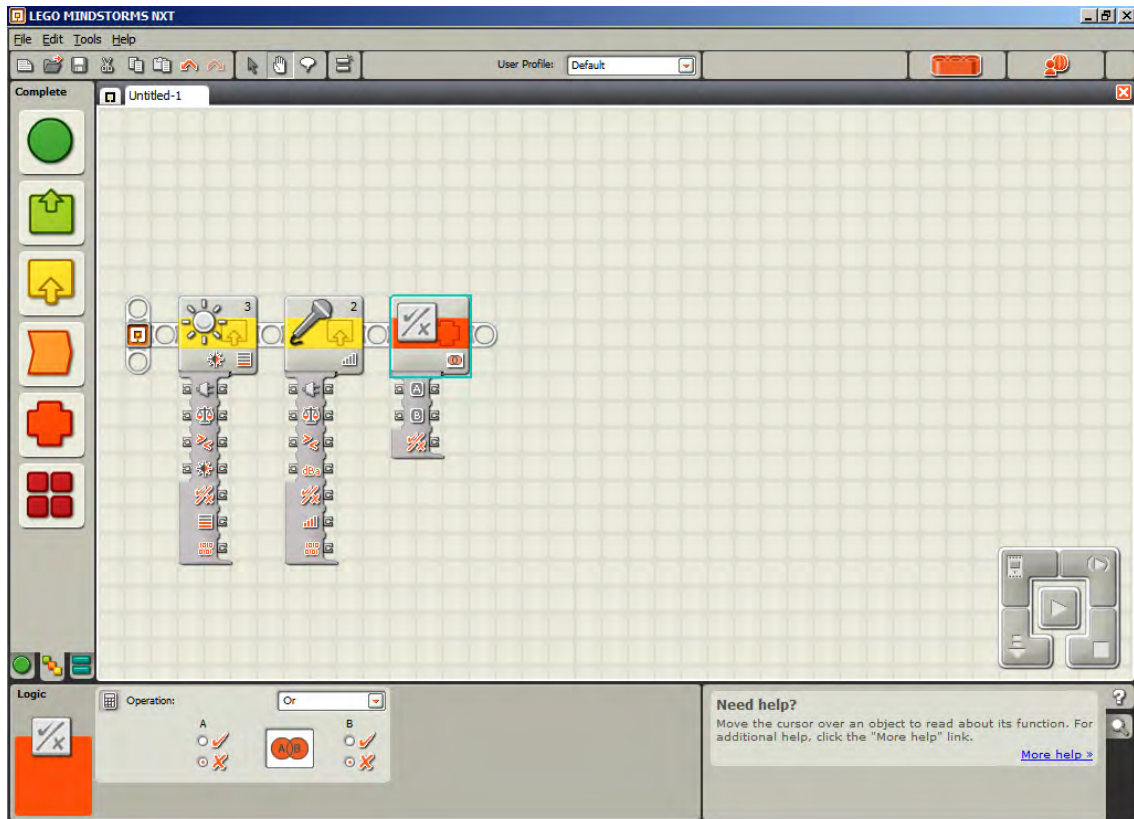 LEGO MINDSTORMS NXT
File Edit Tools Help
User Profile: Default
Complete
Untitled-1
3
2
A
B
dBa
Logic
Operation: Or
A B
A()B
Need help?
Move the cursor over an object to read about its function. For
additional help, click the "More help" link.
More help »
?